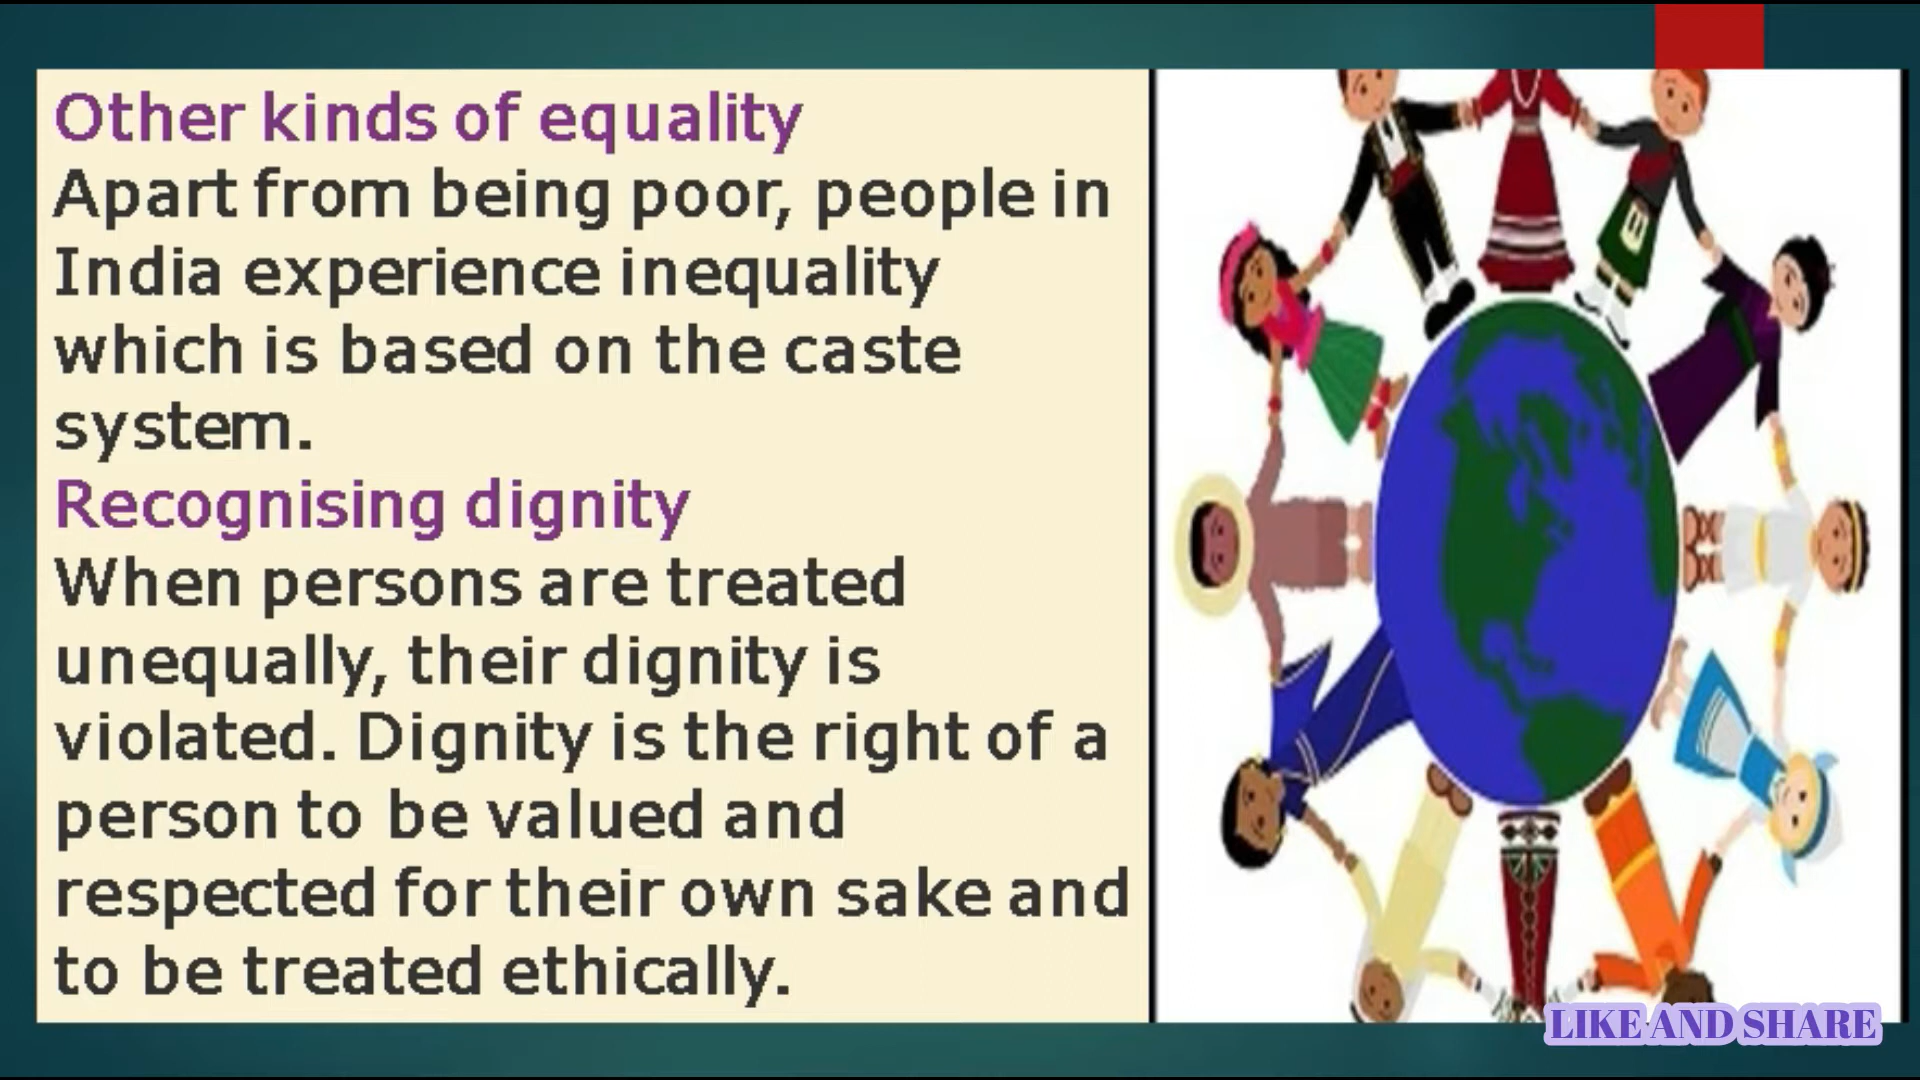 Other kinds of equality
Apart from being poor, people in
India experience inequality
which is based on the caste
system.
Recognising dignity
When persons are treated
unequally, their dignity is
violated. Dignity is the right of a
person to be valued and
respected for their own sake and
to be treated ethically.
LIKE AND SHARE